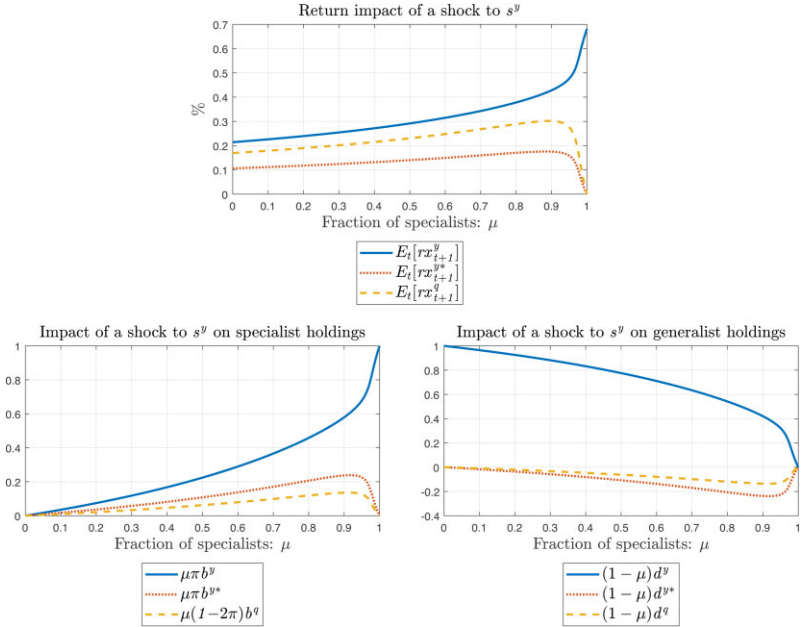 Return impact of a shock to s^y
0.7
0.6
0.5
0.4
0.3
0.2
0.1
0
%
0 0.1 0.2 0.3 0.4 0.5 0.6 0.7 0.8 0.9 1
Fraction of specialists: μ
E_t[rx^y_{t+1}]
E_t[rx^{y*}_{t+1}]
E_t[rx^q_{t+1}]
Impact of a shock to s^y on specialist holdings
1
0.8
0.6
0.4
0.2
0
0 0.1 0.2 0.3 0.4 0.5 0.6 0.7 0.8 0.9 1
Fraction of specialists: μ
μπb^y
μπb^{y*}
μ(1−2π)b^q
Impact of a shock to s^y on generalist holdings
1
0.8
0.6
0.4
0.2
0
-0.2
-0.4
0 0.1 0.2 0.3 0.4 0.5 0.6 0.7 0.8 0.9 1
Fraction of specialists: μ
(1 − μ)d^y
(1 − μ)d^{y*}
(1 − μ)d^q